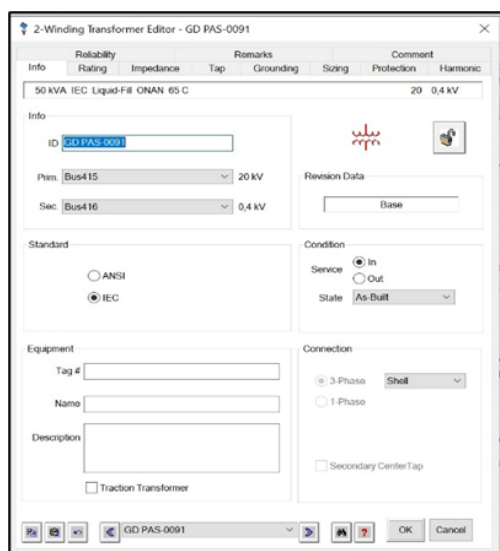 2-Winding Transformer Editor - GD PAS-0091
Reliability Remarks Comment
Info Rating Impedance Tap Grounding Sizing Protection Harmonic
50 kVA IEC Liquid-Fill ONAN 65 C 20 0,4 kV
Info
ID GD PAS-0091
Prim. Bus415 20 kV
Sec. Bus416 0,4 kV
Revision Data
Base
Standard
ANSI
IEC
Condition
Service In
Out
State As-Built
Equipment
Tag #
Name
Description
Traction Transformer
Connection
3-Phase Shell
1-Phase
Secondary CenterTap
GD PAS-0091 ? OK Cancel